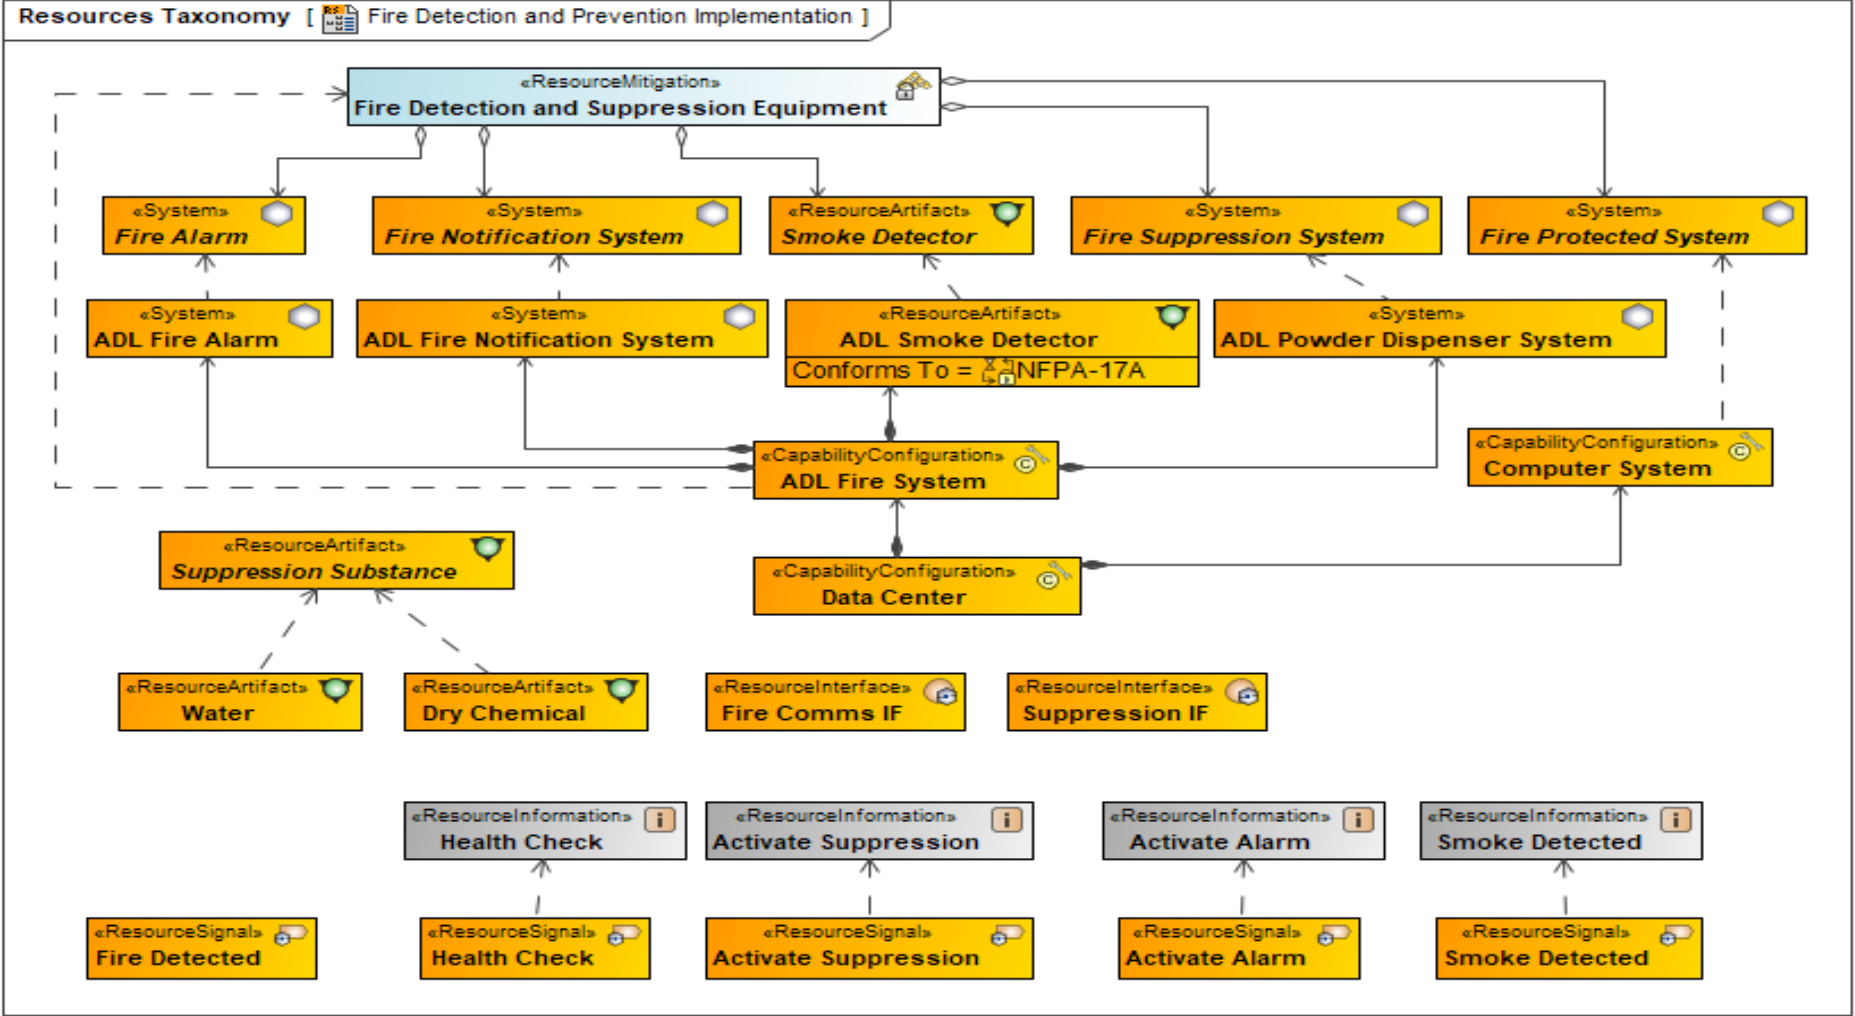 Resources Taxonomy [ Fire Detection and Prevention Implementation ]
«ResourceMitigation»
Fire Detection and Suppression Equipment
«System»
Fire Alarm
«System»
Fire Notification System
«ResourceArtifact»
Smoke Detector
«System»
Fire Suppression System
«System»
Fire Protected System
«System»
ADL Fire Alarm
«System»
ADL Fire Notification System
«ResourceArtifact»
ADL Smoke Detector
Conforms To = NFPA-17A
«System»
ADL Powder Dispenser System
«CapabilityConfiguration»
ADL Fire System
«CapabilityConfiguration»
Computer System
«ResourceArtifact»
Suppression Substance
«CapabilityConfiguration»
Data Center
«ResourceArtifact»
Water
«ResourceArtifact»
Dry Chemical
«ResourceInterface»
Fire Comms IF
«ResourceInterface»
Suppression IF
«ResourceInformation»
Health Check
«ResourceInformation»
Activate Suppression
«ResourceInformation»
Activate Alarm
«ResourceInformation»
Smoke Detected
«ResourceSignal»
Fire Detected
«ResourceSignal»
Health Check
«ResourceSignal»
Activate Suppression
«ResourceSignal»
Activate Alarm
«ResourceSignal»
Smoke Detected